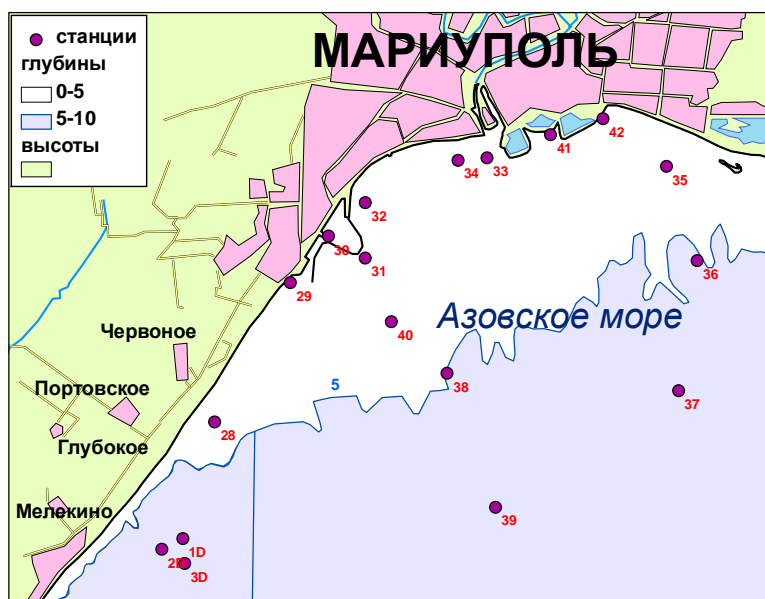 станции
глубины
0-5
5-10
высоты
МАРИУПОЛЬ
42
41
33
34
35
32
30
31
36
29
Азовское море
40
Червоное
38
5
Портовское
37
28
Глубокое
Мелекино
39
1D
2D
3D